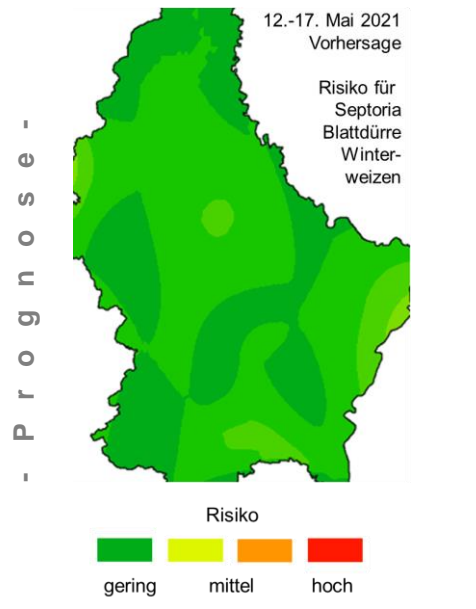 12.-17. Mai 2021
Vorhersage
Risiko für
Septoria
Blattdürre
Winter-
weizen
- Prognose -
Risiko
gering mittel hoch